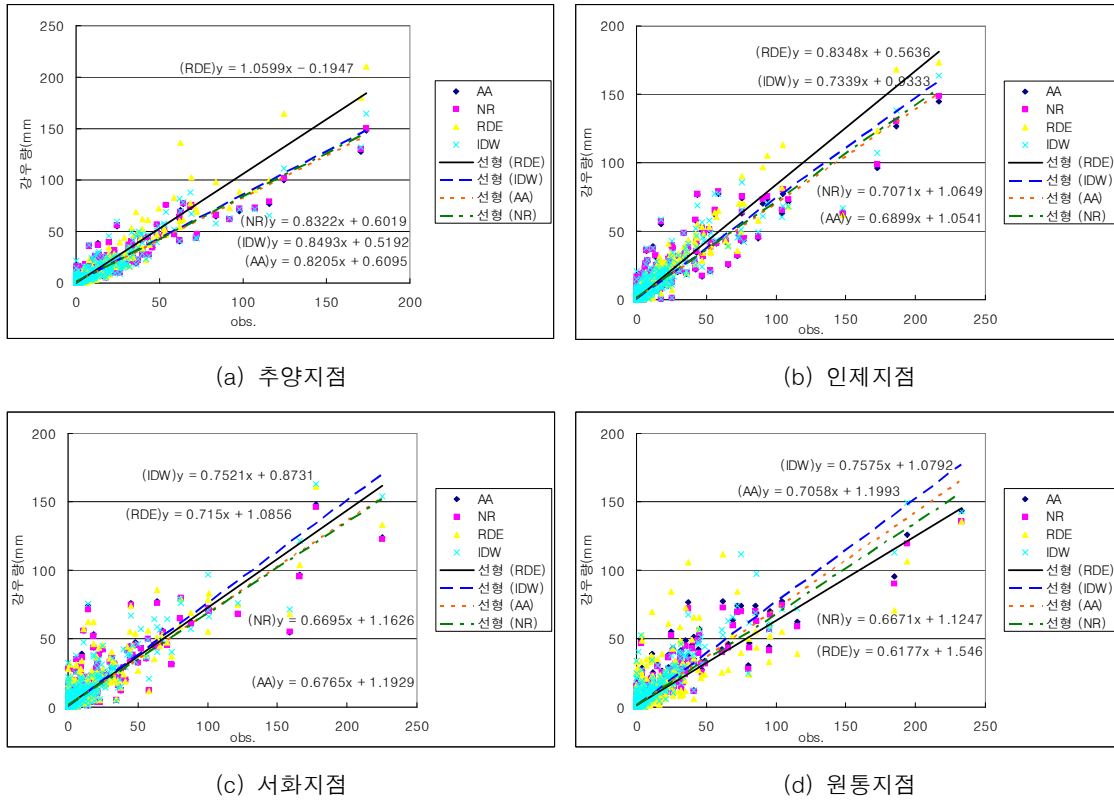 250
200
150
100
50
0
0 50 100 150 200
강우량(mm
obs.
(RDE)y = 1.0599x - 0.1947
(NR)y = 0.8322x + 0.6019
(IDW)y = 0.8493x + 0.5192
(AA)y = 0.8205x + 0.6095
AA
NR
RDE
IDW
선형 (RDE)
선형 (IDW)
선형 (AA)
선형 (NR)
(a) 추양지점
200
150
100
50
0
0 50 100 150 200 250
강우량(mm
obs.
(RDE)y = 0.8348x + 0.5636
(IDW)y = 0.7339x + 0.9333
(NR)y = 0.7071x + 1.0649
(AA)y = 0.6899x + 1.0541
AA
NR
RDE
IDW
선형 (RDE)
선형 (IDW)
선형 (AA)
선형 (NR)
(b) 인제지점
200
150
100
50
0
0 50 100 150 200 250
강우량(mm
obs.
(IDW)y = 0.7521x + 0.8731
(RDE)y = 0.715x + 1.0856
(NR)y = 0.6695x + 1.1626
(AA)y = 0.6765x + 1.1929
AA
NR
RDE
IDW
선형 (RDE)
선형 (IDW)
선형 (AA)
선형 (NR)
(c) 서화지점
200
150
100
50
0
0 50 100 150 200 250
강우량(mm
obs.
(IDW)y = 0.7575x + 1.0792
(AA)y = 0.7058x + 1.1993
(NR)y = 0.6671x + 1.1247
(RDE)y = 0.6177x + 1.546
AA
NR
RDE
IDW
선형 (RDE)
선형 (IDW)
선형 (AA)
선형 (NR)
(d) 원통지점